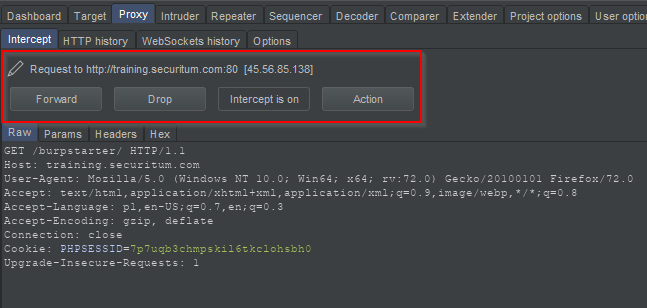 Dashboard Target Proxy Intruder Repeater Sequencer Decoder Comparer Extender Project options User option
Intercept HTTP history WebSockets history Options
Request to http://training.securitum.com:80 [45.56.85.138]
Forward Drop Intercept is on Action
Raw Params Headers Hex
GET /burpstarter/ HTTP/1.1
Host: training.securitum.com
User-Agent: Mozilla/5.0 (Windows NT 10.0; Win64; x64; rv:72.0) Gecko/20100101 Firefox/72.0
Accept: text/html,application/xhtml+xml,application/xml;q=0.9,image/webp,*/*;q=0.8
Accept-Language: pl,en-US;q=0.7,en;q=0.3
Accept-Encoding: gzip, deflate
Connection: close
Cookie: PHPSESSID=7p7uqb3chmpskil6tkclohsbh0
Upgrade-Insecure-Requests: 1